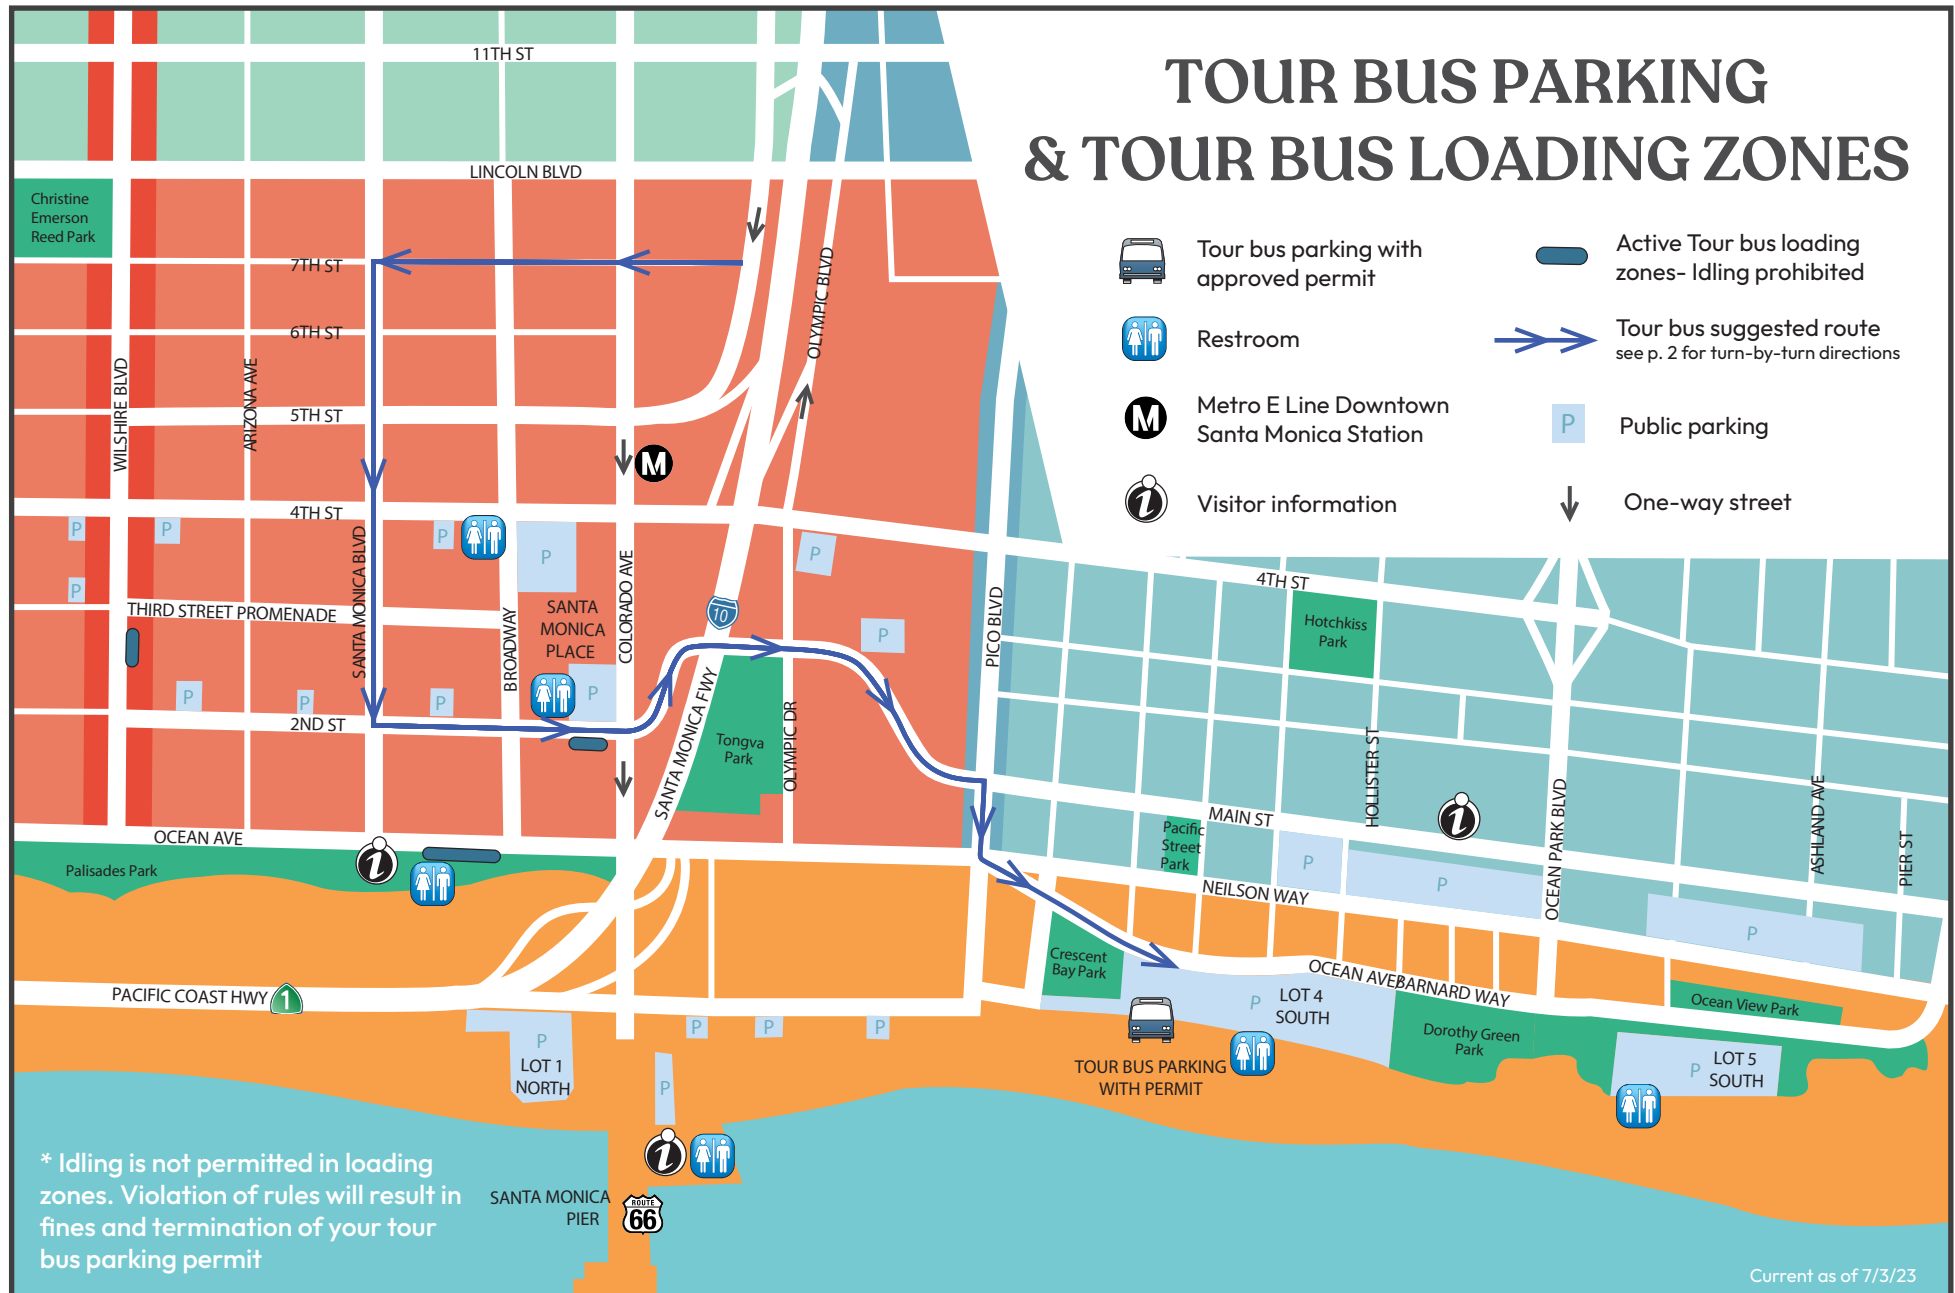 TOUR BUS PARKING
& TOUR BUS LOADING ZONES
Tour bus parking with
approved permit
Restroom
M
Metro E Line Downtown
Santa Monica Station
i
Visitor information
Active Tour bus loading
zones- Idling prohibited
Tour bus suggested route
see p. 2 for turn-by-turn directions
P
Public parking
One-way street
11TH ST
LINCOLN BLVD
Christine
Emerson
Reed Park
7TH ST
6TH ST
5TH ST
4TH ST
WILSHIRE BLVD
ARIZONA AVE
OLYMPIC BLVD
M
P
P
P
P
P
P
THIRD STREET PROMENADE
SANTA MONICA BLVD
BROADWAY
SANTA
MONICA
PLACE
COLORADO AVE
10
P
P
P
P
P
P
2ND ST
SANTA MONICA FWY
Tongva
Park
OLYMPIC DR
PICO BLVD
4TH ST
Hotchkiss
Park
HOLLISTER ST
i
OCEAN PARK BLVD
ASHLAND AVE
PIER ST
MAIN ST
Pacific
Street
Park
P
P
P
NEILSON WAY
OCEAN AVE
Palisades Park
i
PACIFIC COAST HWY
1
Crescent
Bay Park
OCEAN AVE
BARNARD WAY
P
LOT 4
SOUTH
Dorothy Green
Park
Ocean View Park
P
LOT 5
SOUTH
TOUR BUS PARKING
WITH PERMIT
P
LOT 1
NORTH
P
P
P
P
i
SANTA MONICA
PIER
ROUTE
66
* Idling is not permitted in loading
zones. Violation of rules will result in
fines and termination of your tour
bus parking permit
Current as of 7/3/23